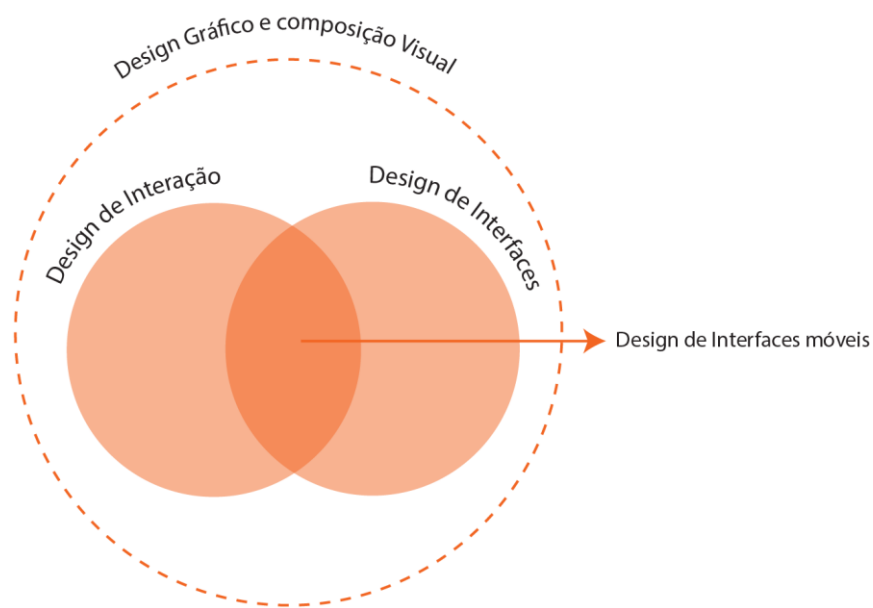 Design Gráfico e composição Visual
Design de Interação
Design de Interfaces
Design de Interfaces móveis